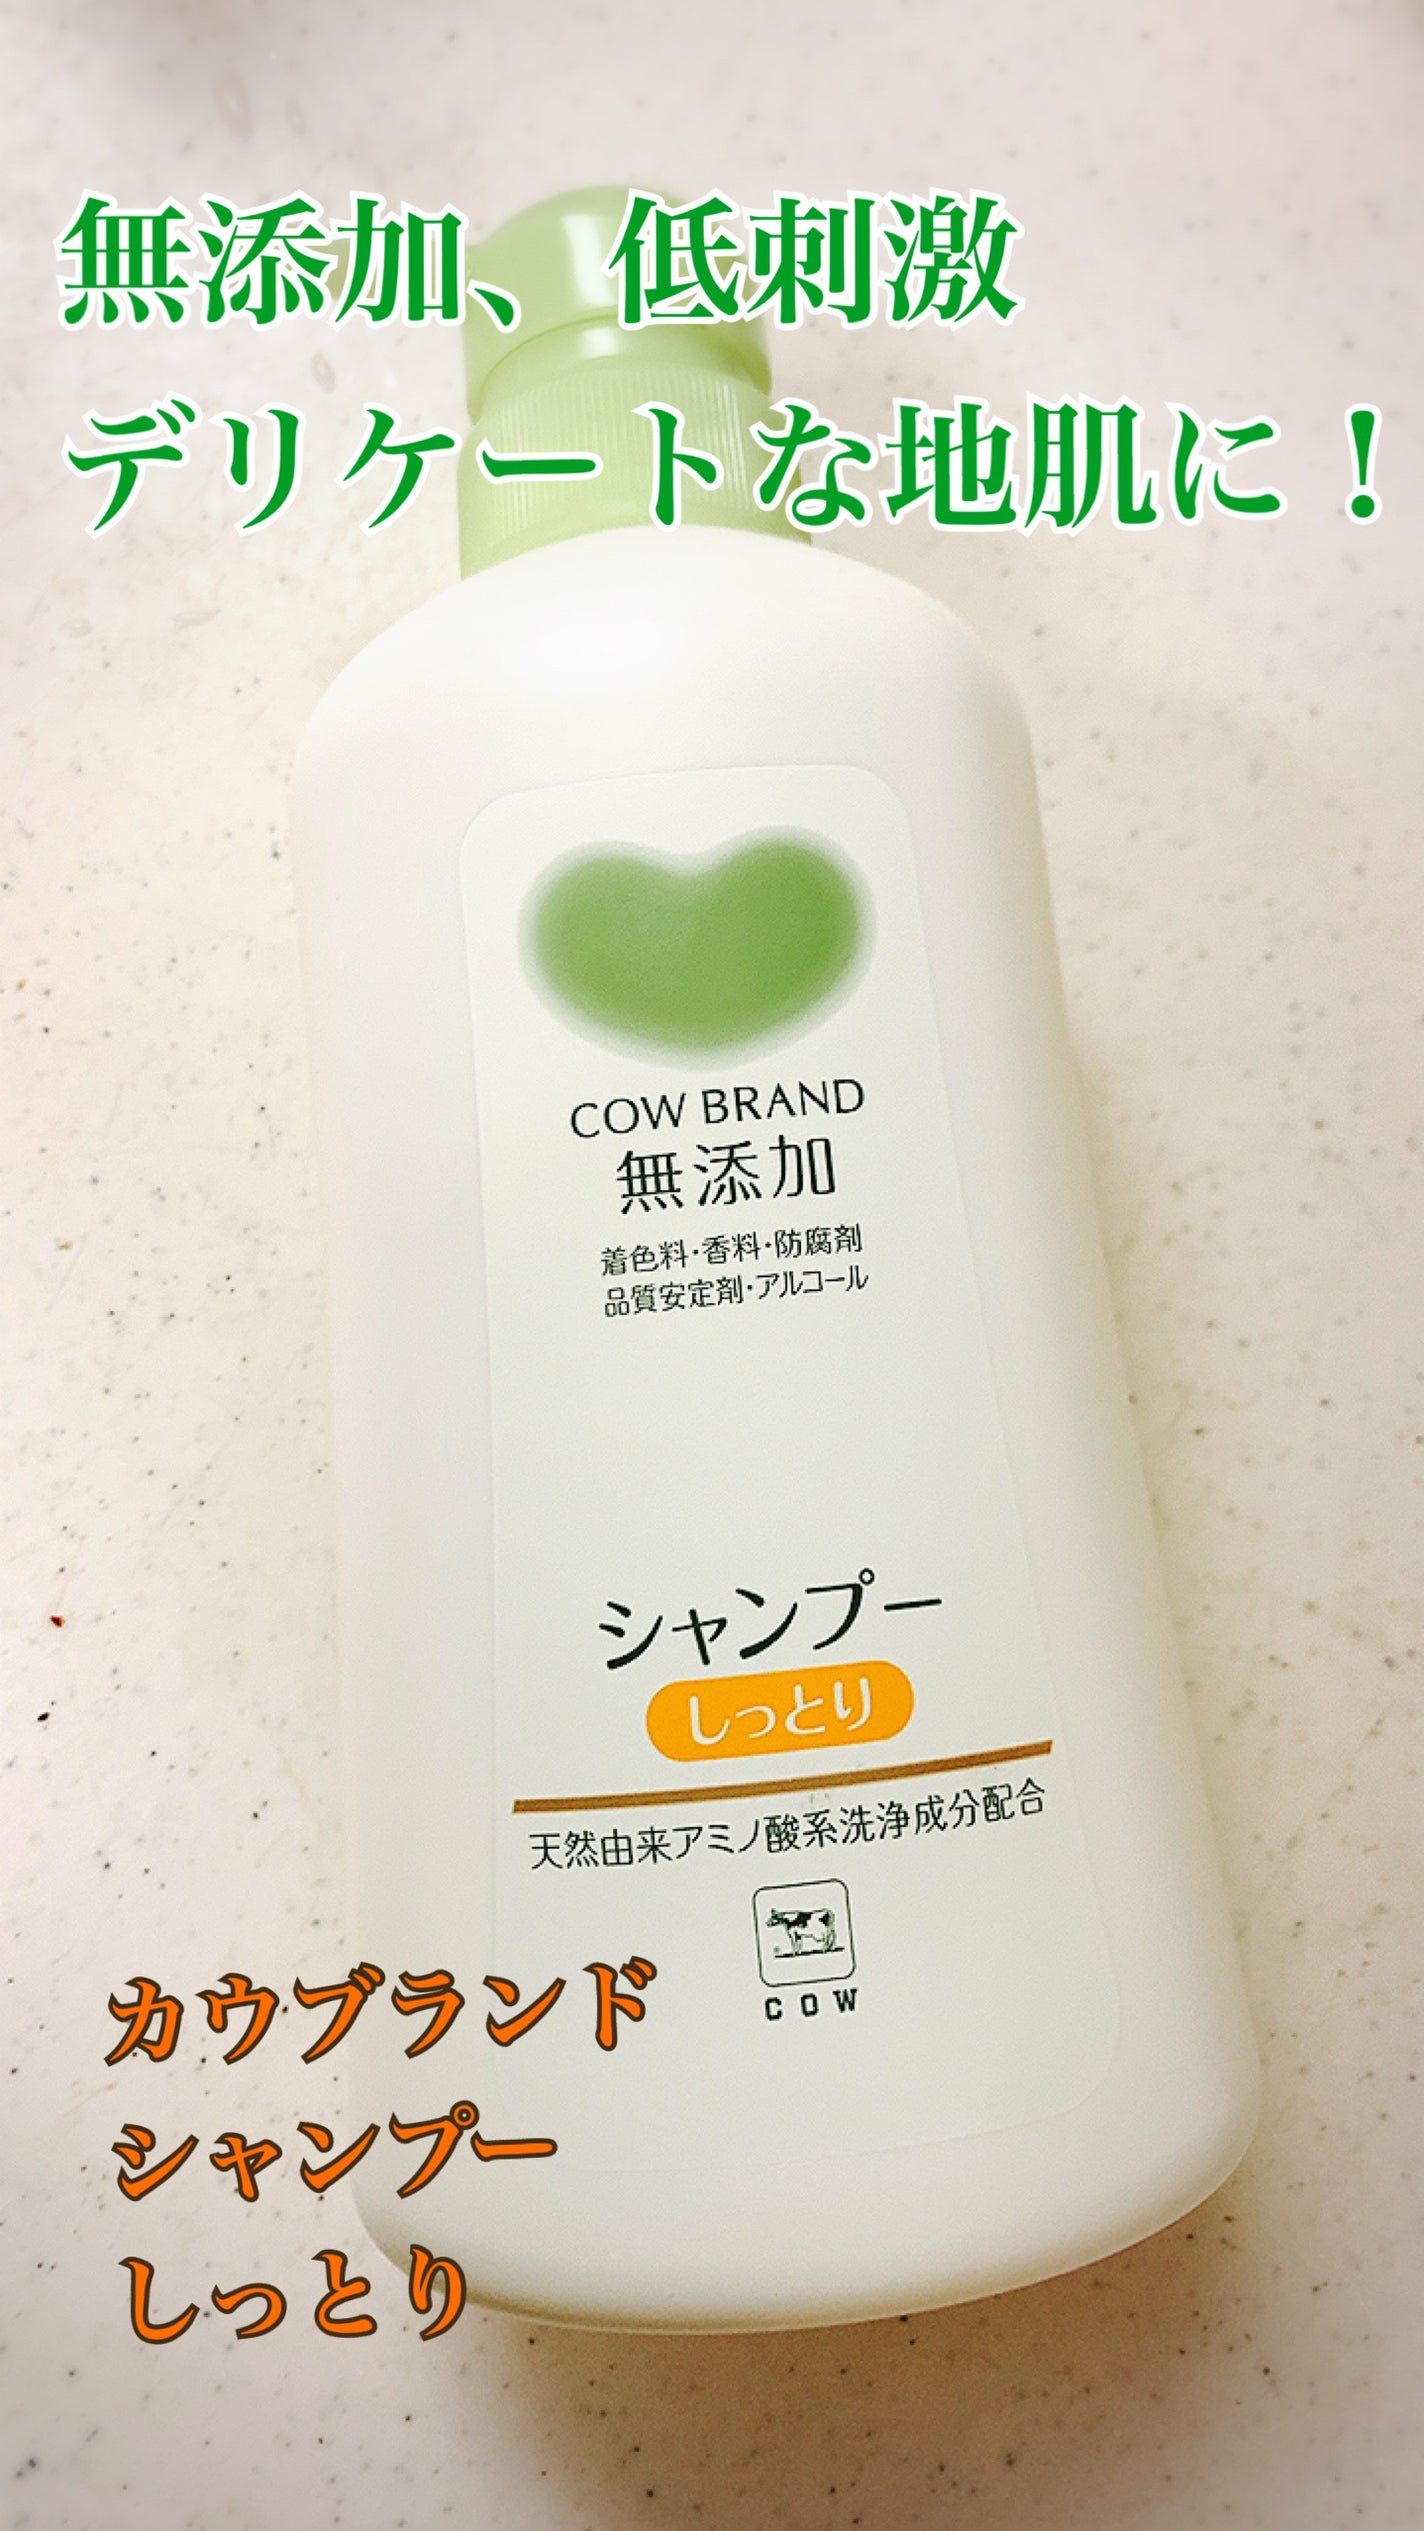 無添加、低刺激
デリケートな地肌に！
COW BRAND
無添加
着色料・香料・防腐剤
品質安定剤・アルコール
シャンプー
しっとり
天然由来アミノ酸系洗浄成分配合
COW
カウブランド
シャンプー
しっとり